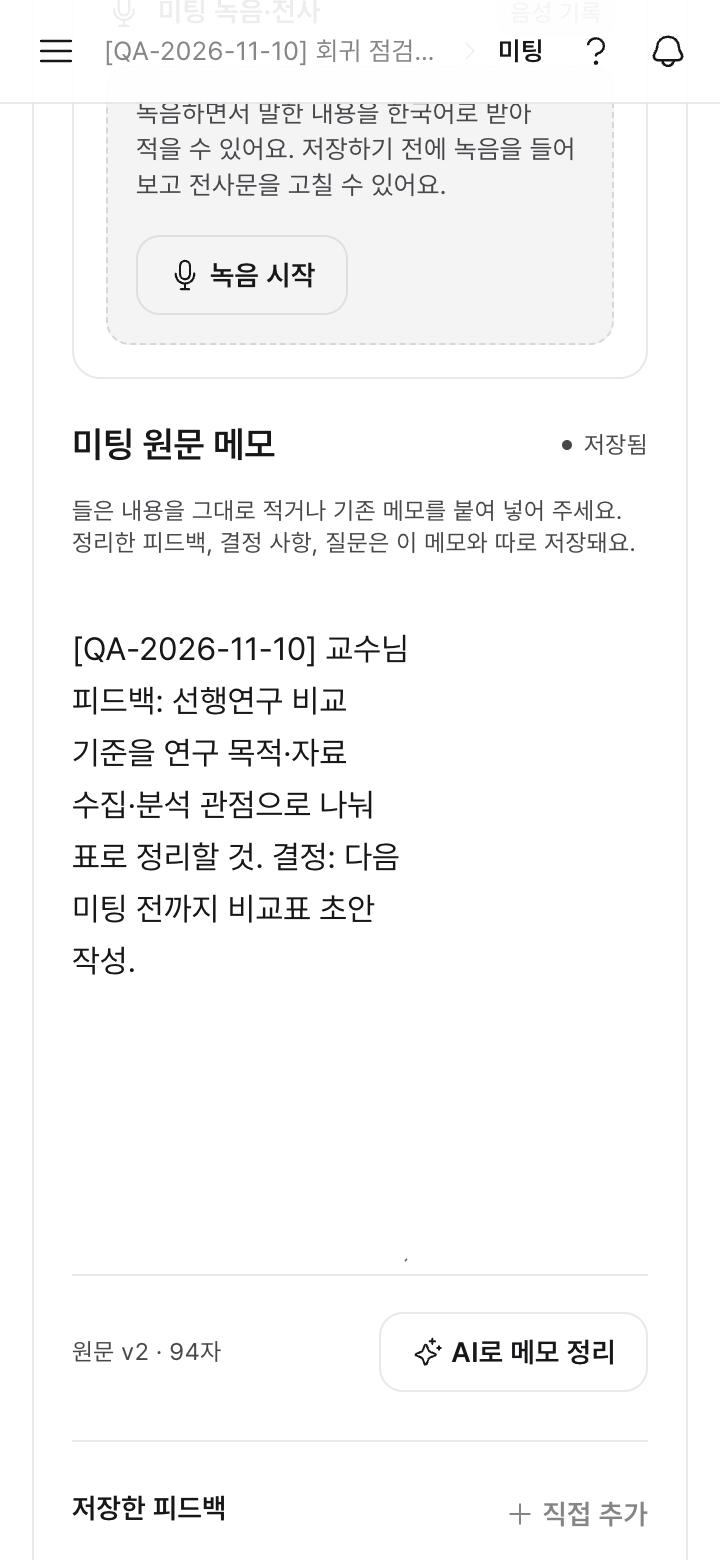 미팅 녹음·전사
음성 기록
[QA-2026-11-10] 회귀 점검...
미팅
?
녹음하면서 말한 내용을 한국어로 받아
적을 수 있어요. 저장하기 전에 녹음을 들어
보고 전사문을 고칠 수 있어요.
녹음 시작
미팅 원문 메모
저장됨
들은 내용을 그대로 적거나 기존 메모를 붙여 넣어 주세요.
정리한 피드백, 결정 사항, 질문은 이 메모와 따로 저장돼요.
[QA-2026-11-10] 교수님
피드백: 선행연구 비교
기준을 연구 목적·자료
수집·분석 관점으로 나눠
표로 정리할 것. 결정: 다음
미팅 전까지 비교표 초안
작성.
원문 v2 · 94자
AI로 메모 정리
저장한 피드백
+ 직접 추가